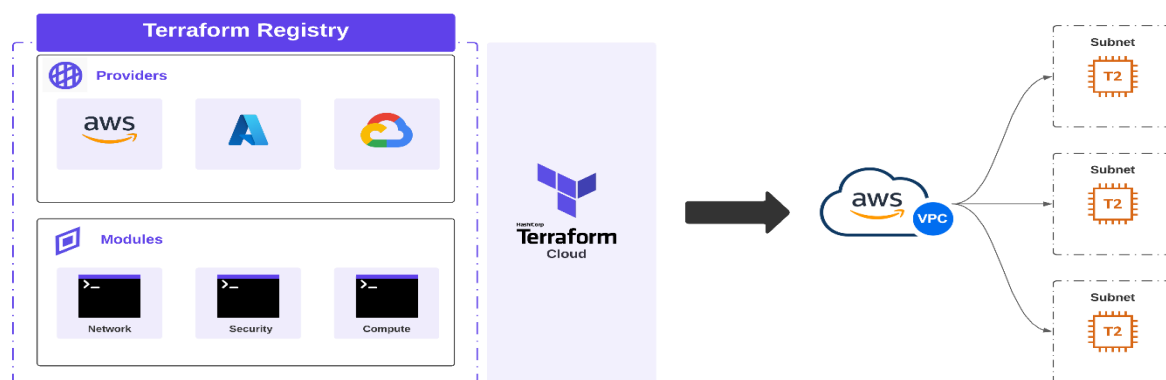 Terraform Registry
Providers
aws
Modules
>_
>_
>_
Network
Security
Compute
HashiCorp
Terraform
Cloud
aws
VPC
Subnet
T2
Subnet
T2
Subnet
T2